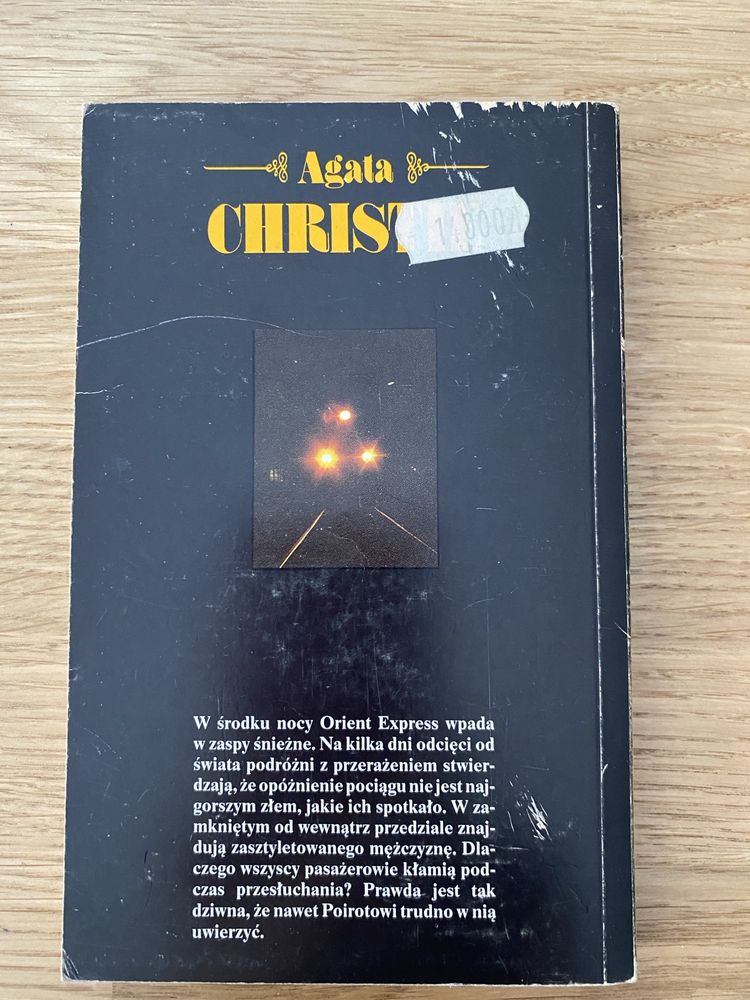 Agata
CHRIST
W środku nocy Orient Express wpada
w zaspy śnieżne. Na kilka dni odcięci od
świata podróżni z przerażeniem stwier-
dzają, że opóźnienie pociągu nie jest naj-
gorszym złem, jakie ich spotkało. W za-
mkniętym od wewnątrz przedziale znaj-
dują zasztyletowanego mężczyznę. Dla-
czego wszyscy pasażerowie kłamią pod-
czas przesłuchania? Prawda jest tak
dziwna, że nawet Poirotowi trudno w nią
uwierzyć.